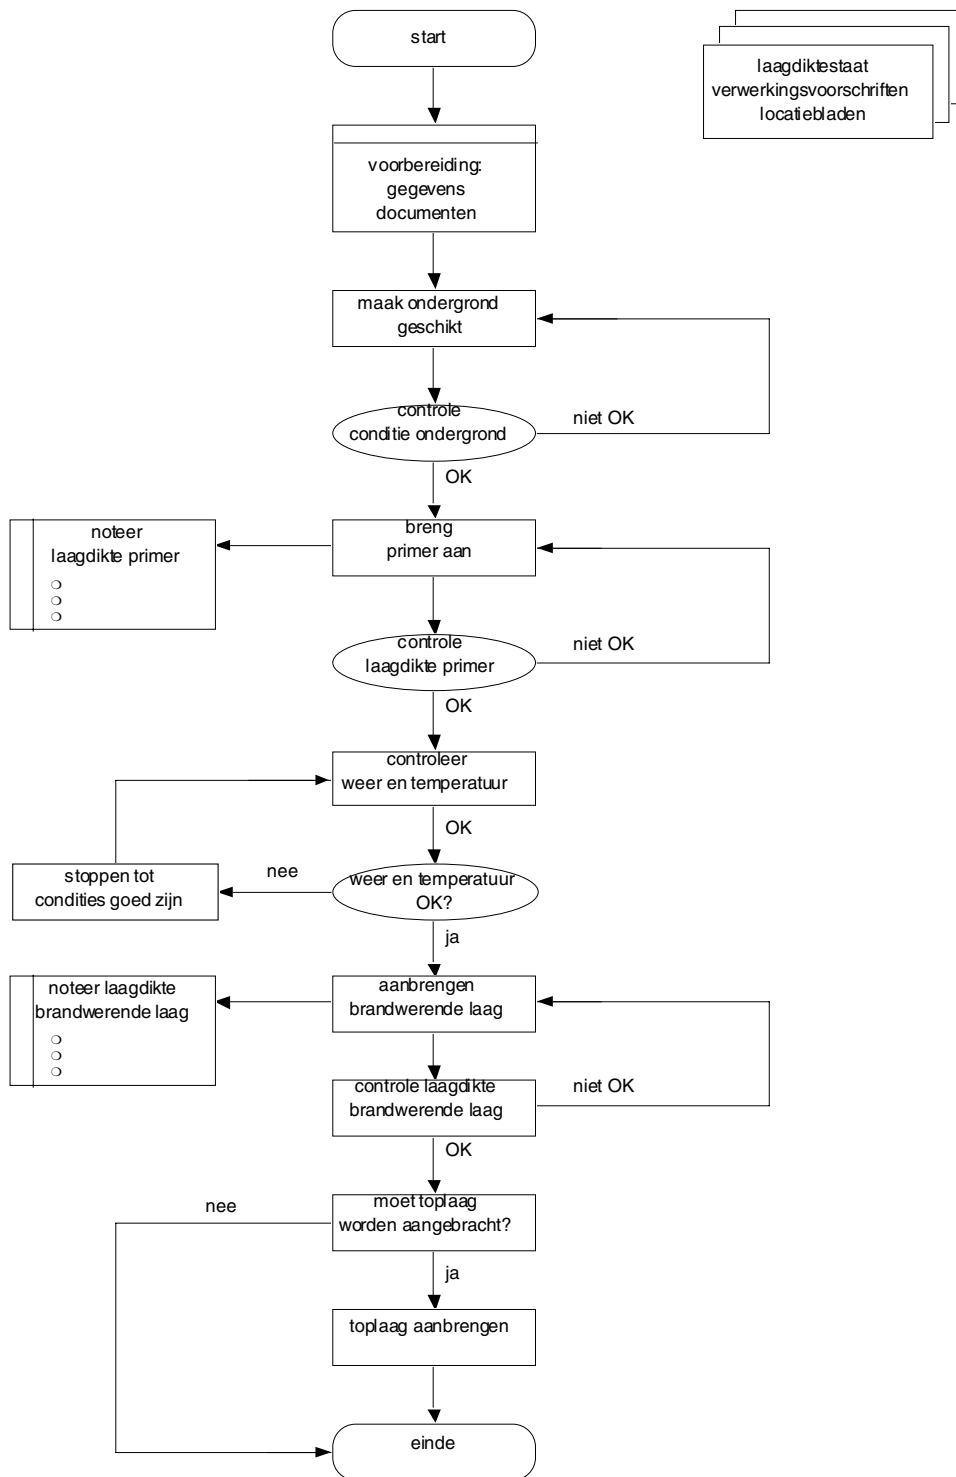 start
laagdiktestaat
verwerkingsvoorschriften
locatiebladen
voorbereiding:
gegevens
documenten
maak ondergrond
geschikt
controle
conditie ondergrond
niet OK
OK
noteer
laagdikte primer
breng
primer aan
controle
laagdikte primer
niet OK
OK
controleer
weer en temperatuur
OK
stoppen tot
condities goed zijn
nee
weer en temperatuur
OK?
ja
noteer laagdikte
brandwerende laag
aanbrengen
brandwerende laag
controle laagdikte
brandwerende laag
niet OK
OK
nee
moet toplaag
worden aangebracht?
ja
toplaag aanbrengen
einde